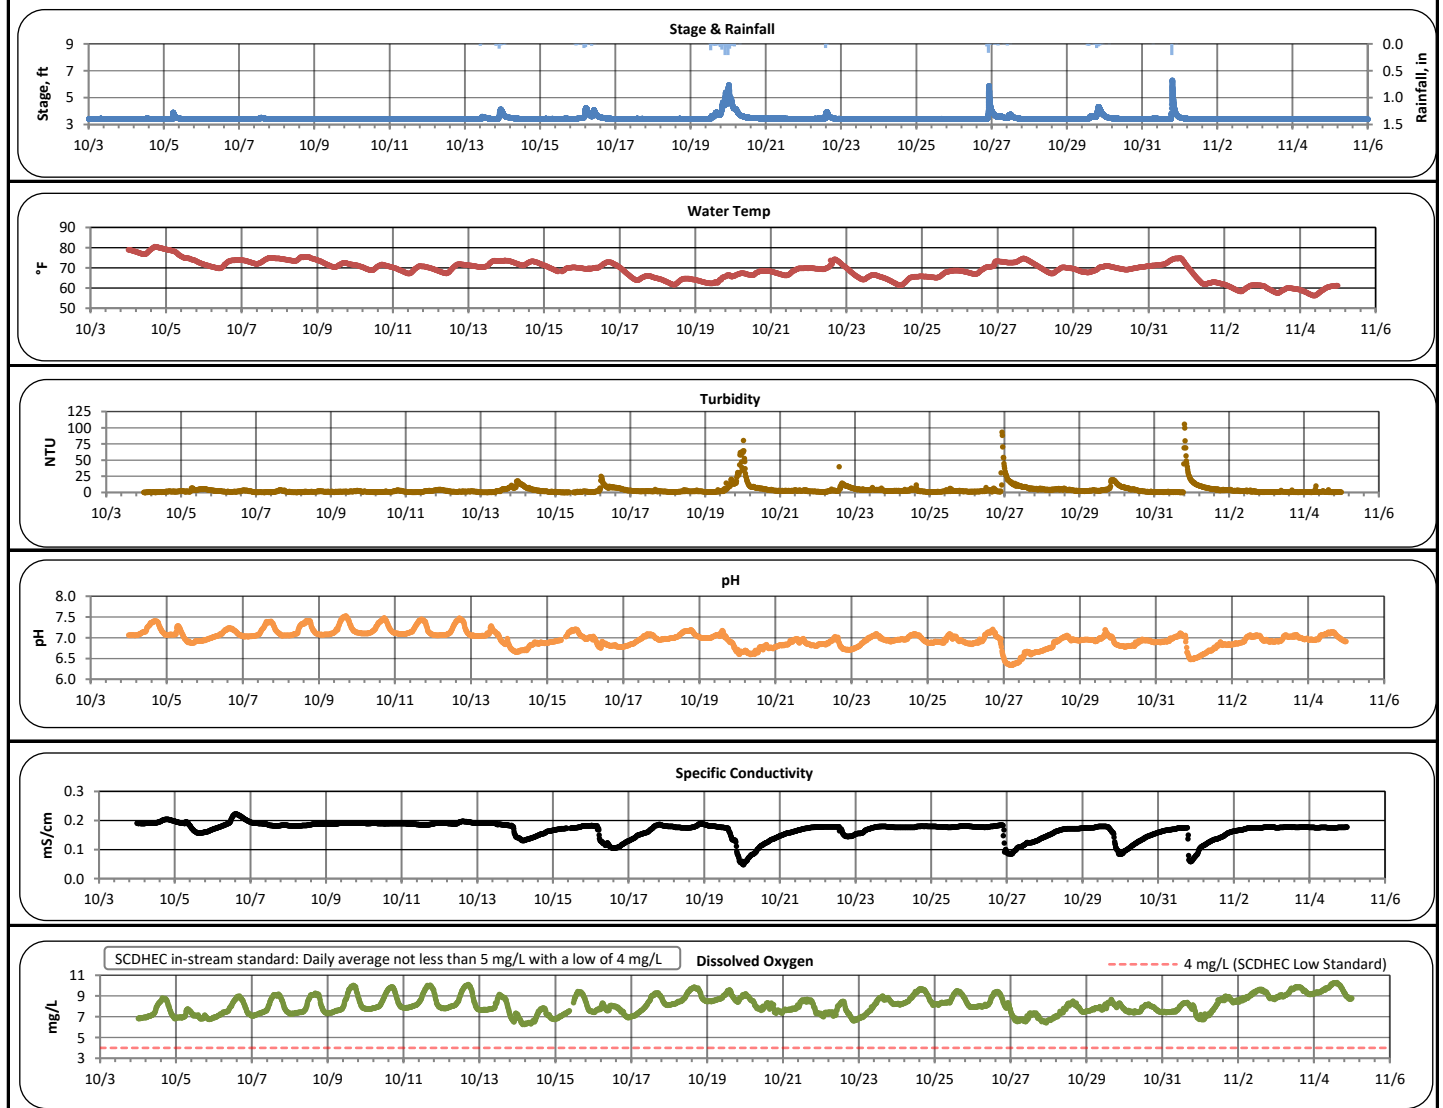 Stage & Rainfall
Stage, ft
9
7
5
3
0.0
0.5
1.0
1.5
Rainfall, in
10/3 10/5 10/7 10/9 10/11 10/13 10/15 10/17 10/19 10/21 10/23 10/25 10/27 10/29 10/31 11/2 11/4 11/6
Water Temp
°F
90
80
70
60
50
10/3 10/5 10/7 10/9 10/11 10/13 10/15 10/17 10/19 10/21 10/23 10/25 10/27 10/29 10/31 11/2 11/4 11/6
Turbidity
NTU
125
100
75
50
25
0
10/3 10/5 10/7 10/9 10/11 10/13 10/15 10/17 10/19 10/21 10/23 10/25 10/27 10/29 10/31 11/2 11/4 11/6
pH
pH
8.0
7.5
7.0
6.5
6.0
10/3 10/5 10/7 10/9 10/11 10/13 10/15 10/17 10/19 10/21 10/23 10/25 10/27 10/29 10/31 11/2 11/4 11/6
Specific Conductivity
mS/cm
0.3
0.2
0.1
0.0
10/3 10/5 10/7 10/9 10/11 10/13 10/15 10/17 10/19 10/21 10/23 10/25 10/27 10/29 10/31 11/2 11/4 11/6
SCDHEC in-stream standard: Daily average not less than 5 mg/L with a low of 4 mg/L
Dissolved Oxygen
4 mg/L (SCDHEC Low Standard)
mg/L
11
9
7
5
3
10/3 10/5 10/7 10/9 10/11 10/13 10/15 10/17 10/19 10/21 10/23 10/25 10/27 10/29 10/31 11/2 11/4 11/6